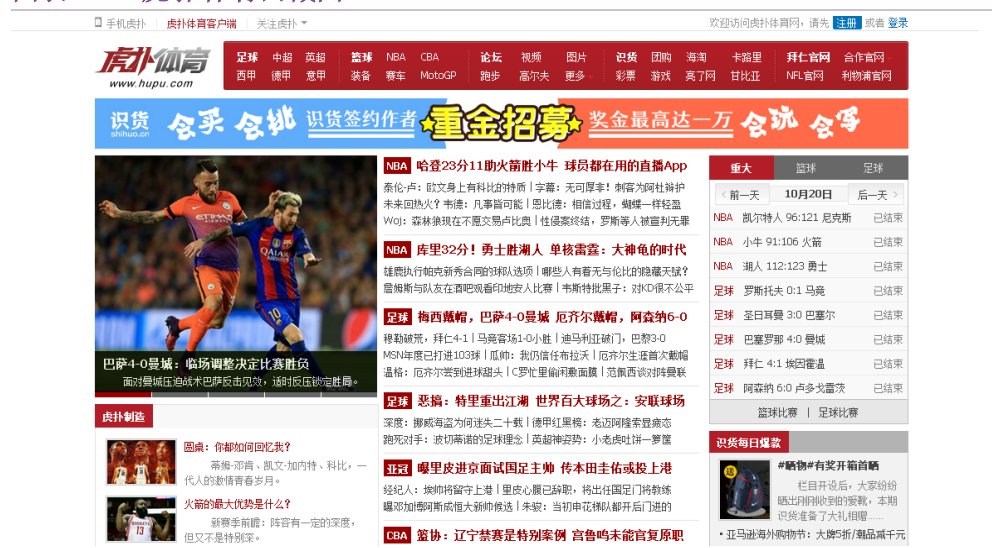 手机虎扑 虎扑体育客户端 关注虎扑
欢迎访问虎扑体育网，请先 注册 或者 登录
虎扑体育
www.hupu.com
足球 中超 英超 篮球 NBA CBA 论坛 视频 图片 识货 团购 海淘 卡路里 拜仁官网 合作官网
西甲 德甲 意甲 装备 赛车 MotoGP 跑步 高尔夫 更多 彩票 游戏 亮了网 甘比亚 NFL官网 利物浦官网
识货 shihuo.cn 会买 会挑 识货签约作者 重金招募 奖金最高达一万 会玩 会写
ETIHAD
QATAR
10
巴萨4-0曼城：临场调整决定比赛胜负
面对曼城压迫战术巴萨反击见效，适时反压锁定胜局。
虎扑制造
圆桌：你都如何回忆我？
蒂姆-邓肯、凯文-加内特、科比，一
代人的激情青春岁月。
火箭的最大优势是什么？
新赛季前瞻：阵容有一定的深度，
但又不是特别深。
NBA 哈登23分11助火箭胜小牛 球员都在用的直播App
泰伦-卢：欧文身上有科比的特质 | 字幕：无可厚非！刺客为阿杜辩护
未来回热火？韦德：凡事皆可能 | 恩比德：相信过程，蝴蝶一样轻盈
Woj：森林狼现在不愿交易卢比奥 | 性侵案终结，罗斯等人被宣判无罪
NBA 库里32分！勇士胜湖人 单核雷霆：大神龟的时代
雄鹿执行帕克新秀合同的球队选项 | 哪些人有着无与伦比的隐藏天赋？
詹姆斯与队友在酒吧观看印地安人比赛 | 韦斯特批黑子：对KD很不公平
足球 梅西戴帽，巴萨4-0曼城 厄齐尔戴帽，阿森纳6-0
穆勒破荒，拜仁4-1 | 马竞客场1-0小胜 | 迪马利亚破门，巴黎3-0
MSN年度已打进103球 | 瓜帅：我仍信任布拉沃 | 厄齐尔生涯首次戴帽
温格：厄齐尔尝到进球甜头 | C罗忙里偷闲敷面膜 | 范佩西谈对阵曼联
足球 恶搞：特里重出江湖 世界百大球场之：安联球场
深度：挪威海盗为何迷失二十载 | 德甲红黑榜：老迈阿隆索显疲态
跑死对手：波切蒂诺的足球理念 | 英超神姿势：小老虎吐饼一箩筐
亚冠 曝里皮进京面试国足主帅 传本田圭佑或投上港
经纪人：埃帅将留守上港 | 里皮心腹已辞职，将出任国足门将教练
曝邓加博阿斯成恒大新帅候选 | 朱骏：当初申花梯队都开后门进的
CBA 篮协：辽宁禁赛是特别案例 宫鲁鸣未能官复原职
重大 篮球 足球
前一天 10月20日 后一天
NBA 凯尔特人 96:121 尼克斯 已结束
NBA 小牛 91:106 火箭 已结束
NBA 湖人 112:123 勇士 已结束
足球 罗斯托夫 0:1 马竞 已结束
足球 圣日耳曼 3:0 巴塞尔 已结束
足球 巴塞罗那 4:0 曼城 已结束
足球 拜仁 4:1 埃因霍温 已结束
足球 阿森纳 6:0 卢多戈雷茨 已结束
篮球比赛 | 足球比赛
识货每日爆款
#晒物#有奖开箱首晒
栏目开设后，大家纷纷
晒出刚刚收到的爱靴，本期
识货准备了大礼相赠……
• 亚马逊海外购物节：大牌5折/潮品减千元